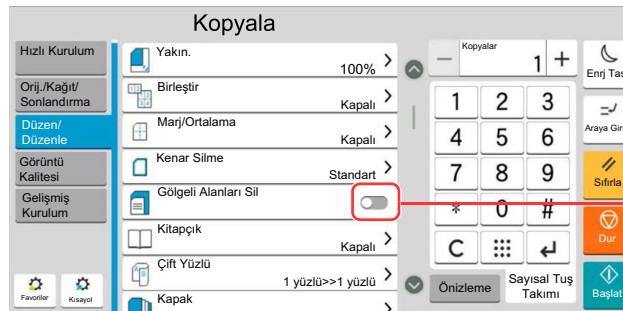 Kopyala
Hızlı Kurulum
Orij./Kağıt/
Sonlandırma
Düzen/
Düzenle
Görüntü
Kalitesi
Gelişmiş
Kurulum
Favoriler
Kısayol
Yakın.
100%
Birleştir
Kapalı
Marj/Ortalama
Kapalı
Kenar Silme
Standart
Gölgeli Alanları Sil
Kitapçık
Kapalı
Çift Yüzlü
1 yüzlü>>1 yüzlü
Kapak
Kopyalar
− 1 +
1 2 3
4 5 6
7 8 9
* 0 #
C
Önizleme
Sayısal Tuş
Takımı
Enrj Tas
Araya Gir
Sıfırla
Dur
Başlat